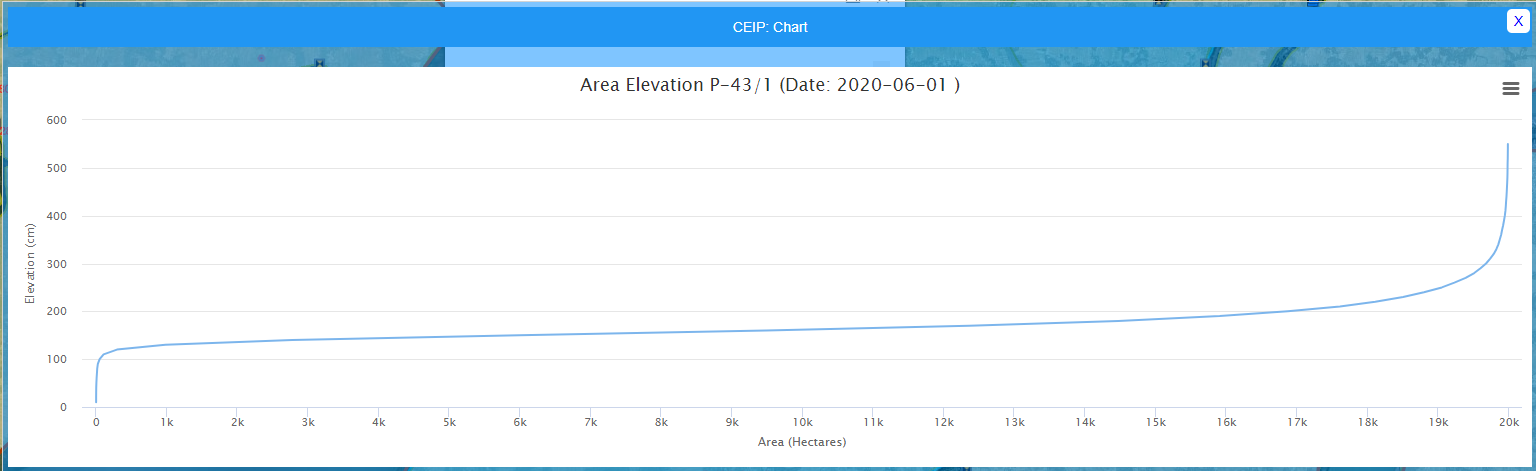 CEIP: Chart
X
Area Elevation P-43/1 (Date: 2020-06-01 )
600
500
400
300
200
100
0
Elevation (cm)
0 1k 2k 3k 4k 5k 6k 7k 8k 9k 10k 11k 12k 13k 14k 15k 16k 17k 18k 19k 20k
Area (Hectares)